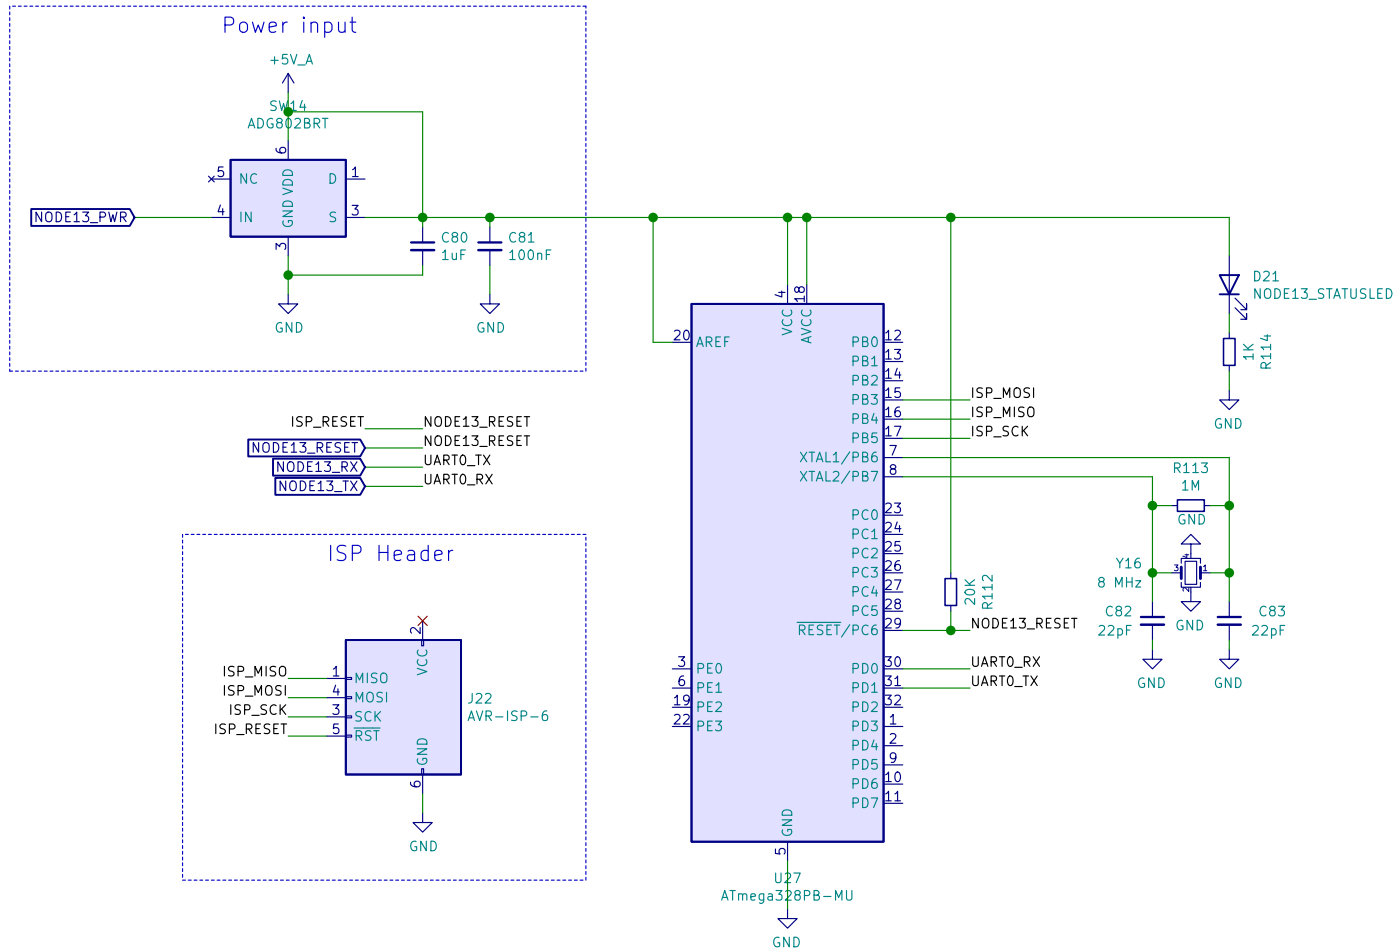 Power input
+5V_A
SW14
ADG802BRT
6
5
NC
VDD
D
1
NODE13_PWR
4
IN
GND
S
3
3
GND
C80
1uF
C81
100nF
GND
ISP_RESET
NODE13_RESET
NODE13_RESET
NODE13_RESET
NODE13_RX
UART0_TX
NODE13_TX
UART0_RX
ISP Header
2
VCC
ISP_MISO
1
MISO
ISP_MOSI
4
MOSI
ISP_SCK
3
SCK
ISP_RESET
5
RST
GND
6
GND
J22
AVR-ISP-6
4
18
VCC
AVCC
20
AREF
3
PE0
6
PE1
19
PE2
22
PE3
PB0
12
PB1
13
PB2
14
PB3
15
ISP_MOSI
PB4
16
ISP_MISO
PB5
17
ISP_SCK
XTAL1/PB6
7
XTAL2/PB7
8
PC0
23
PC1
24
PC2
25
PC3
26
PC4
27
PC5
28
RESET/PC6
29
NODE13_RESET
PD0
30
UART0_RX
PD1
31
UART0_TX
PD2
32
PD3
1
PD4
2
PD5
9
PD6
10
PD7
11
GND
5
U27
ATmega328PB-MU
GND
20K
R112
D21
NODE13_STATUSLED
1K
R114
GND
R113
1M
GND
Y16
8 MHz
4
3
1
2
GND
C82
22pF
C83
22pF
GND
GND